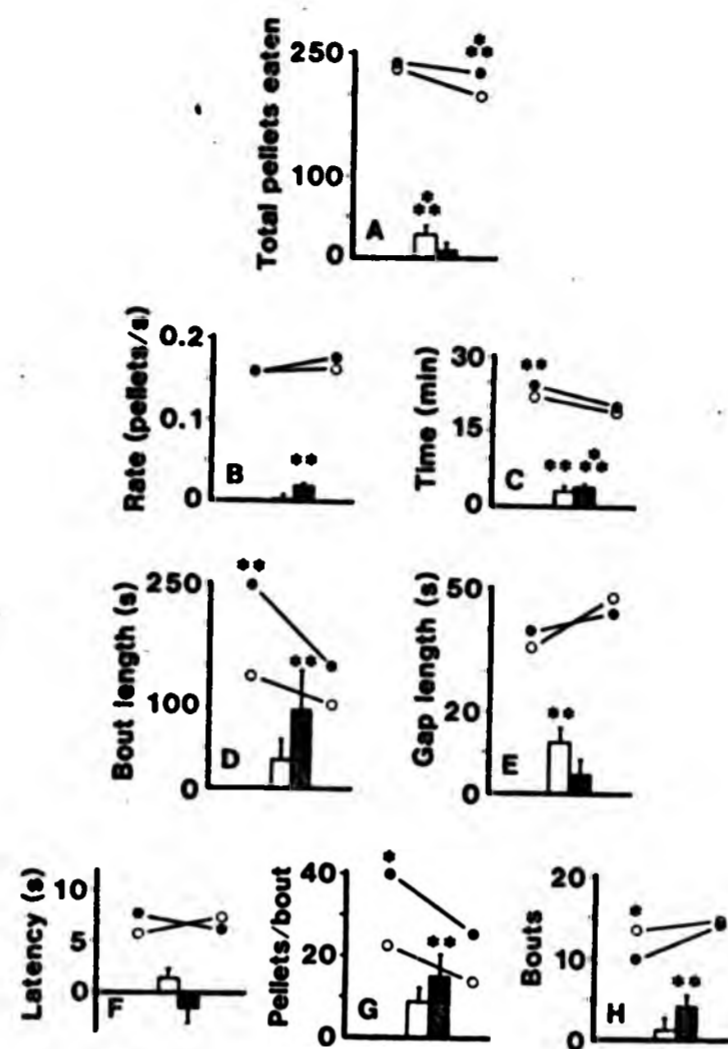 Total pellets eaten
250
100
0
***
***
A
Rate (pellets/s)
0.2
0.1
0
**
B
Time (min)
30
15
0
**
** ***
C
Bout length (s)
250
100
0
**
**
D
Gap length (s)
50
20
0
**
E
Latency (s)
10
5
0
F
Pellets/bout
40
20
0
*
**
G
Bouts
20
10
0
*
**
H